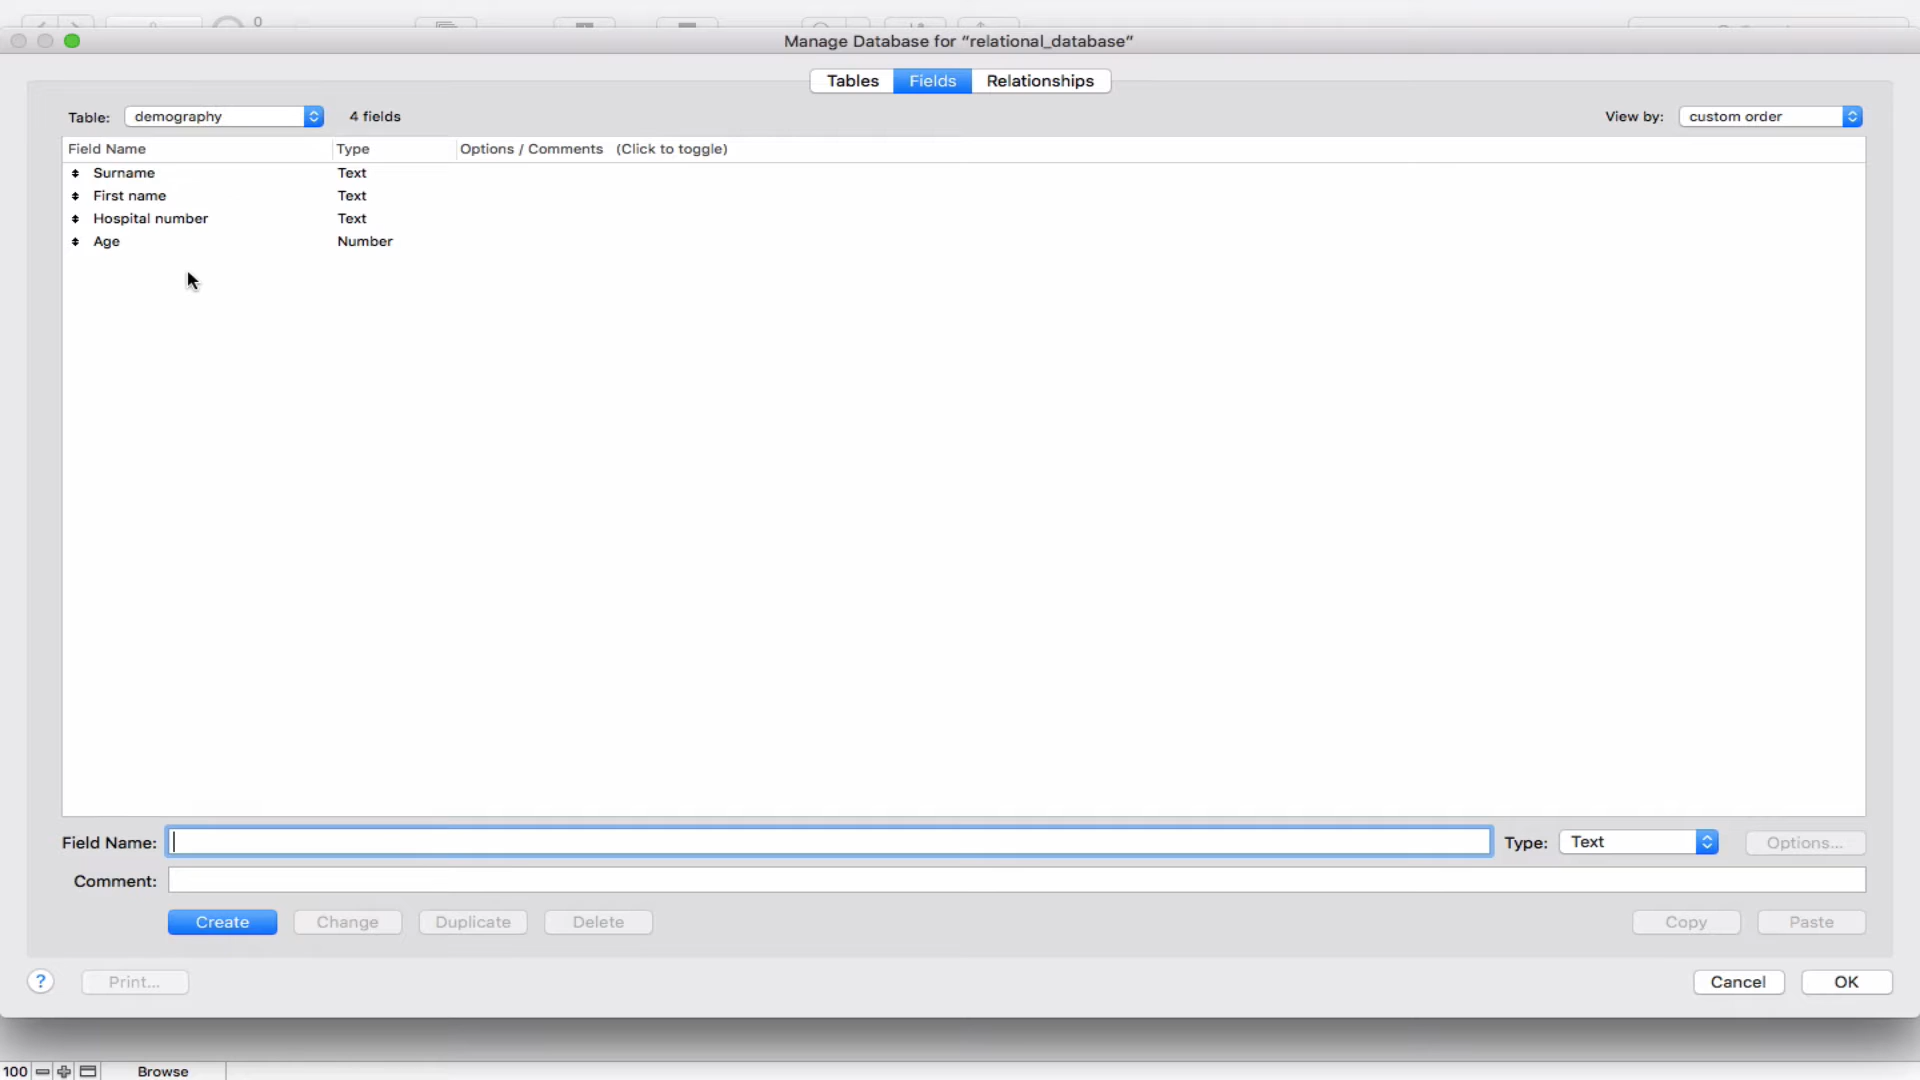 0
Manage Database for “relational_database”
Tables Fields Relationships
Table: demography 4 fields View by: custom order
Field Name Type Options / Comments (Click to toggle)
Surname Text
First name Text
Hospital number Text
Age Number
Field Name: Type: Text Options...
Comment:
Create Change Duplicate Delete Copy Paste
? Print... Cancel OK
100 Browse